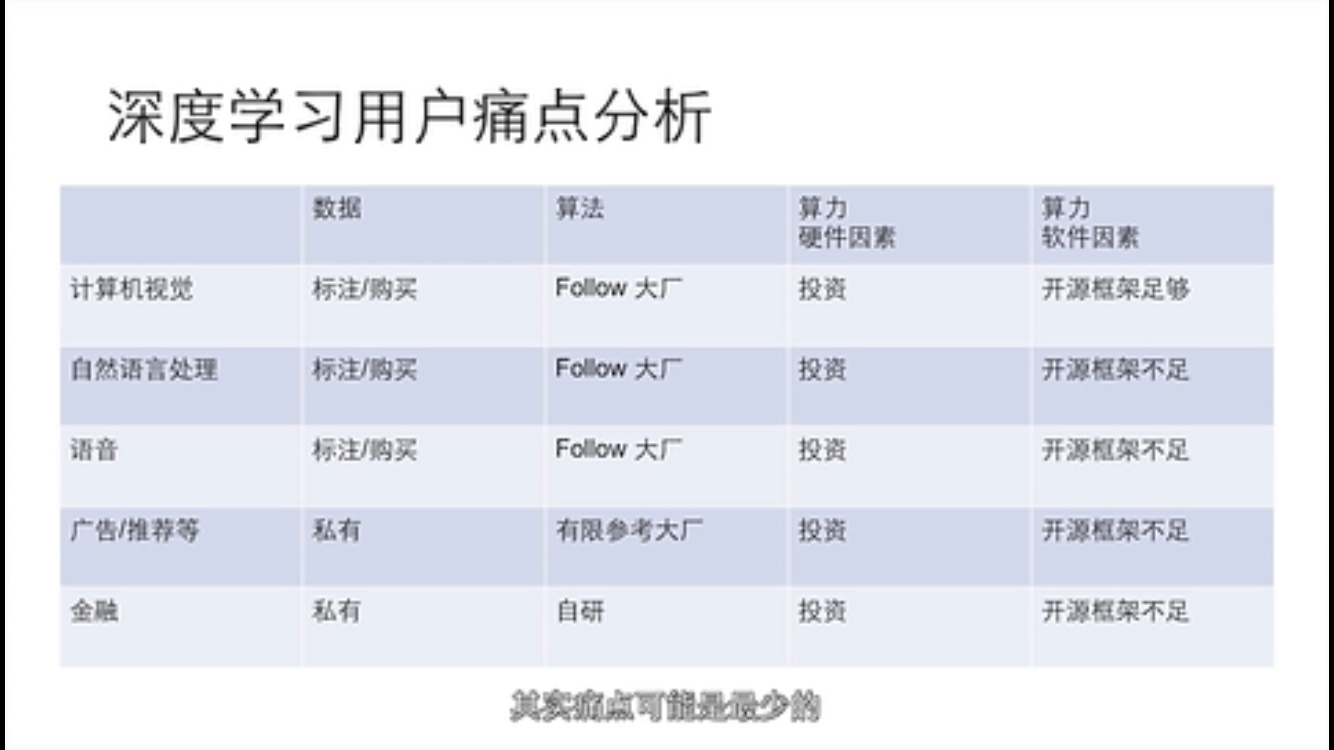 深度学习用户痛点分析
数据 算法 算力 硬件因素 算力 软件因素
计算机视觉 标注/购买 Follow 大厂 投资 开源框架足够
自然语言处理 标注/购买 Follow 大厂 投资 开源框架不足
语音 标注/购买 Follow 大厂 投资 开源框架不足
广告/推荐等 私有 有限参考大厂 投资 开源框架不足
金融 私有 自研 投资 开源框架不足
其实痛点可能是最少的